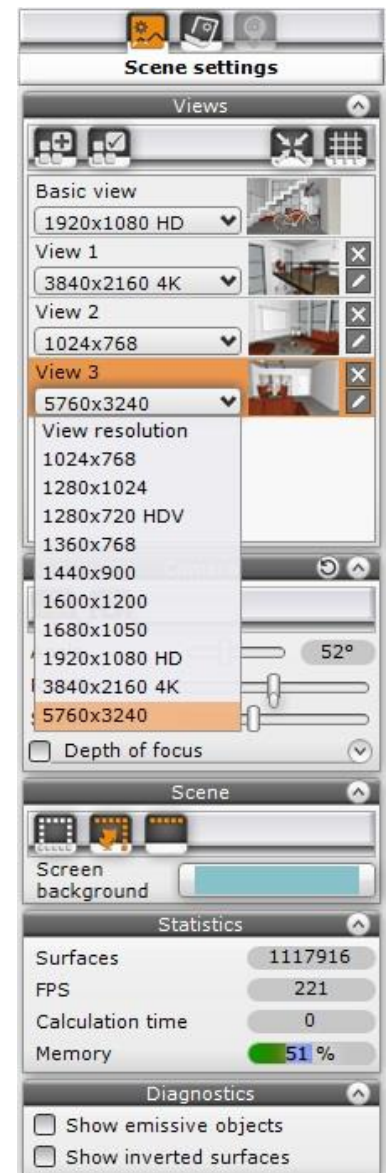 Scene settings
Views
Basic view
1920x1080 HD
View 1
3840x2160 4K
View 2
1024x768
View 3
5760x3240
View resolution
1024x768
1280x1024
1280x720 HDV
1360x768
1440x900
1600x1200
1680x1050
1920x1080 HD
52°
3840x2160 4K
5760x3240
Depth of focus
Scene
Screen
background
Statistics
Surfaces 1117916
FPS 221
Calculation time 0
Memory 51 %
Diagnostics
Show emissive objects
Show inverted surfaces